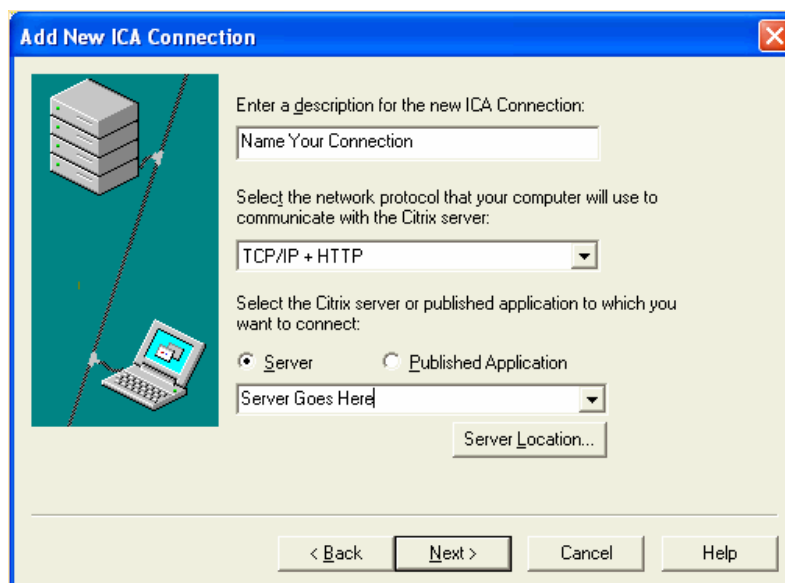 Add New ICA Connection
Enter a description for the new ICA Connection:
Name Your Connection
Select the network protocol that your computer will use to
communicate with the Citrix server:
TCP/IP + HTTP
Select the Citrix server or published application to which you
want to connect:
Server Published Application
Server Goes Here
Server Location...
< Back Next > Cancel Help